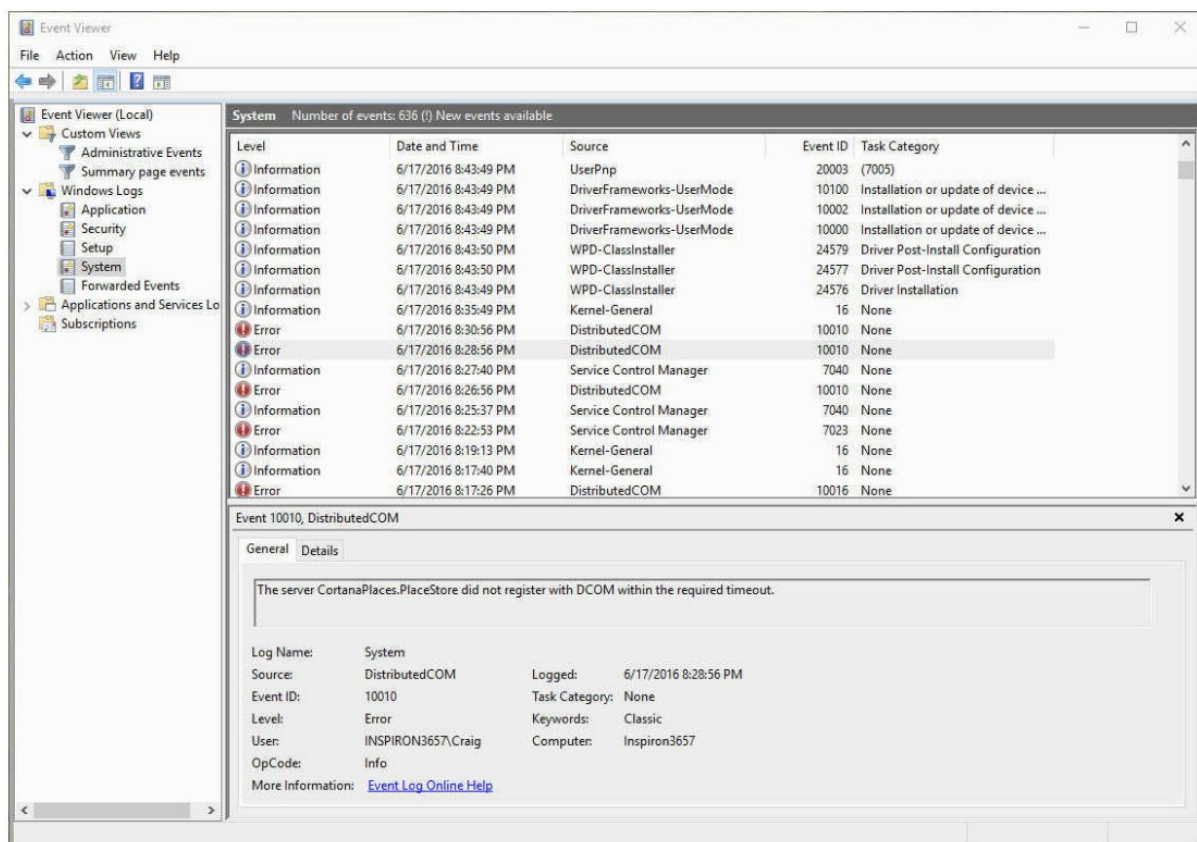 Event Viewer
File Action View Help
Event Viewer (Local)
Custom Views
Administrative Events
Summary page events
Windows Logs
Application
Security
Setup
System
Forwarded Events
Applications and Services Lo
Subscriptions
System Number of events: 636 (!) New events available
Level Date and Time Source Event ID Task Category
Information 6/17/2016 8:43:49 PM UserPnp 20003 (7005)
Information 6/17/2016 8:43:49 PM DriverFrameworks-UserMode 10100 Installation or update of device ...
Information 6/17/2016 8:43:49 PM DriverFrameworks-UserMode 10002 Installation or update of device ...
Information 6/17/2016 8:43:49 PM DriverFrameworks-UserMode 10000 Installation or update of device ...
Information 6/17/2016 8:43:50 PM WPD-ClassInstaller 24579 Driver Post-Install Configuration
Information 6/17/2016 8:43:50 PM WPD-ClassInstaller 24577 Driver Post-Install Configuration
Information 6/17/2016 8:43:49 PM WPD-ClassInstaller 24576 Driver Installation
Information 6/17/2016 8:35:49 PM Kernel-General 16 None
Error 6/17/2016 8:30:56 PM DistributedCOM 10010 None
Error 6/17/2016 8:28:56 PM DistributedCOM 10010 None
Information 6/17/2016 8:27:40 PM Service Control Manager 7040 None
Error 6/17/2016 8:26:56 PM DistributedCOM 10010 None
Information 6/17/2016 8:25:37 PM Service Control Manager 7040 None
Error 6/17/2016 8:22:53 PM Service Control Manager 7023 None
Information 6/17/2016 8:19:13 PM Kernel-General 16 None
Information 6/17/2016 8:17:40 PM Kernel-General 16 None
Error 6/17/2016 8:17:26 PM DistributedCOM 10016 None
Event 10010, DistributedCOM
General Details
The server CortanaPlaces.PlaceStore did not register with DCOM within the required timeout.
Log Name: System
Source: DistributedCOM Logged: 6/17/2016 8:28:56 PM
Event ID: 10010 Task Category: None
Level: Error Keywords: Classic
User: INSPIRON3657\Craig Computer: Inspiron3657
OpCode: Info
More Information: Event Log Online Help